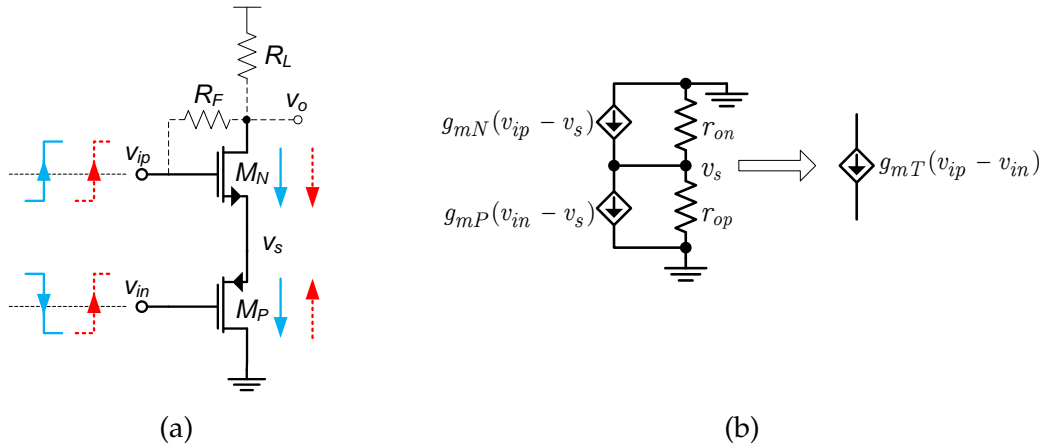 R_L
R_F
v_o
v_ip
M_N
v_s
v_in
M_P
(a)
g_mN(v_ip − v_s)
r_on
v_s
g_mP(v_in − v_s)
r_op
g_mT(v_ip − v_in)
(b)